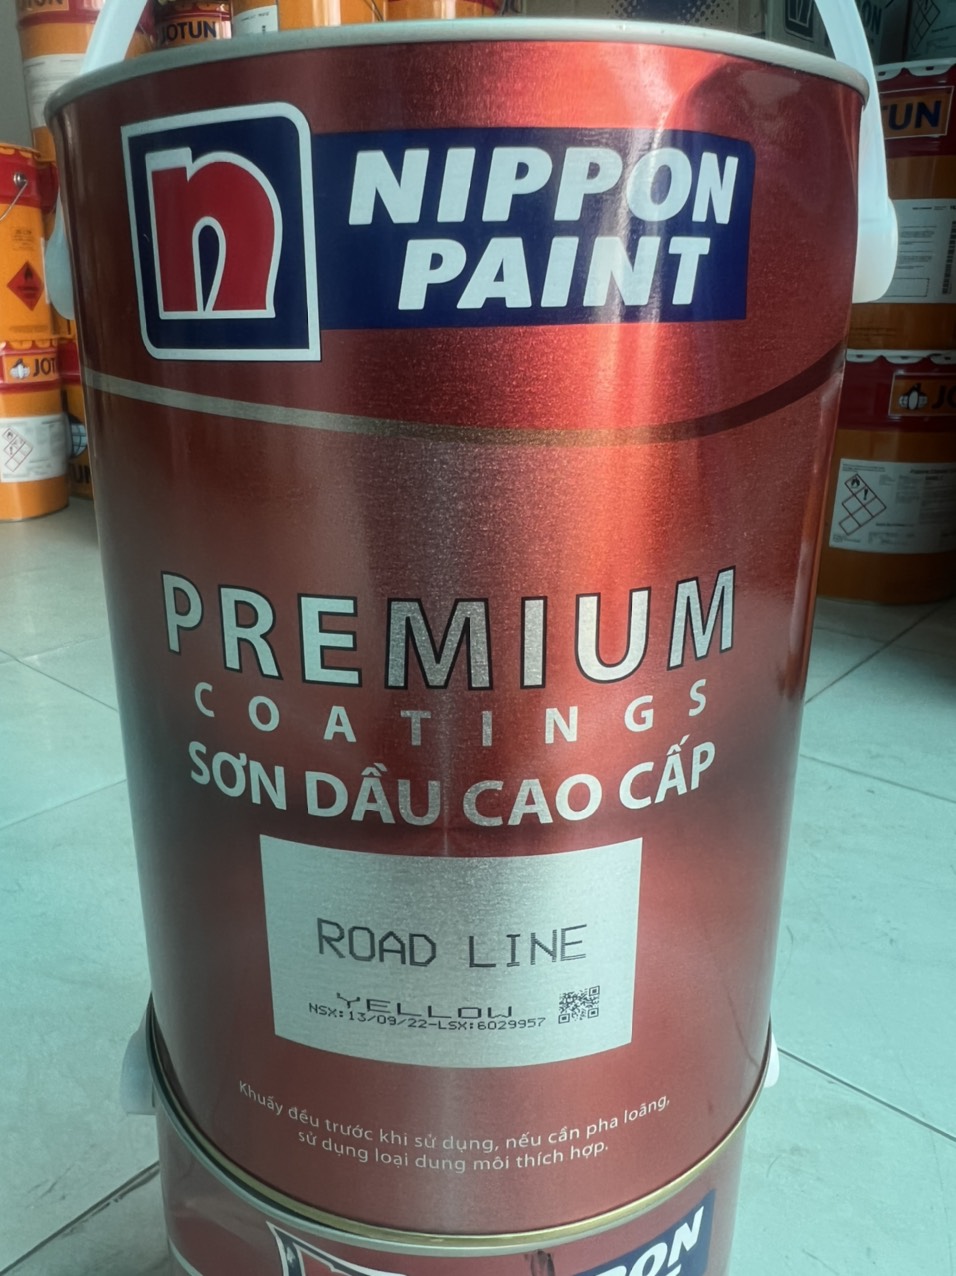 JOTUN
NIPPON
PAINT
PREMIUM
COATINGS
SƠN DẦU CAO CẤP
ROAD LINE
YELLOW
NSX:13/09/22-LSX:6029957
Khuấy đều trước khi sử dụng, nếu cần pha loãng,
sử dụng loại dung môi thích hợp.